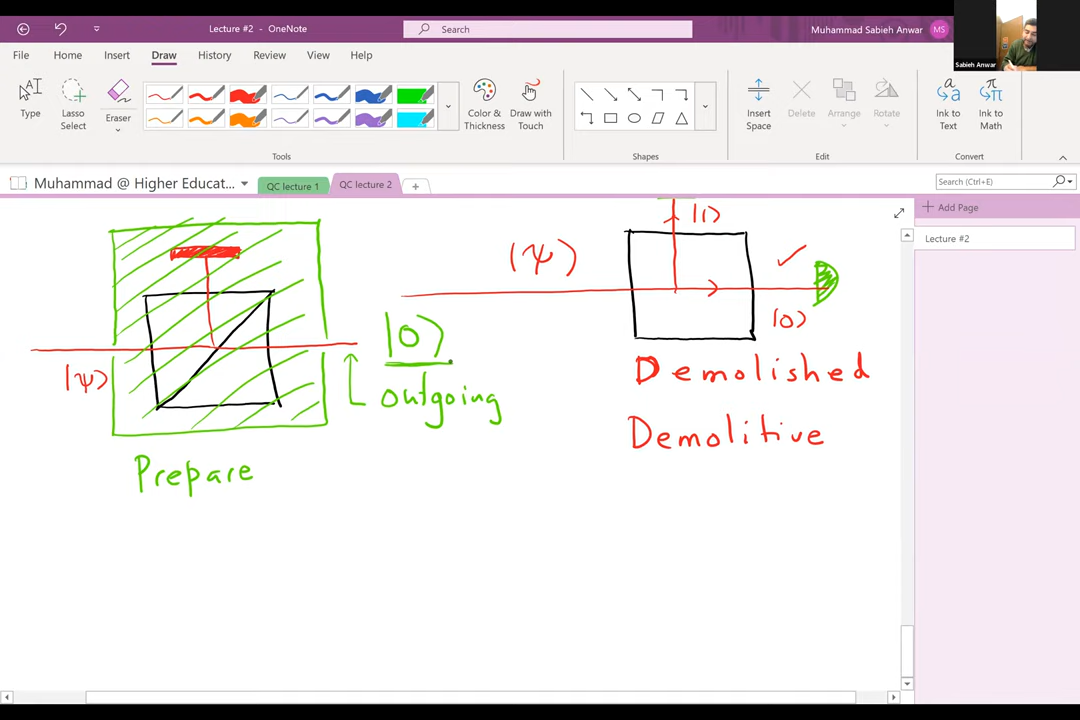 Lecture #2 - OneNote
Search
Muhammad Sabieh Anwar
MS
Sabieh Anwar
File
Home
Insert
Draw
History
Review
View
Help
Type
Lasso Select
Eraser
Color & Thickness
Draw with Touch
Insert Space
Delete
Arrange
Rotate
Ink to Text
Ink to Math
Tools
Shapes
Edit
Convert
Muhammad @ Higher Educat...
QC lecture 1
QC lecture 2
Search (Ctrl+E)
Add Page
Lecture #2
|1⟩
|ψ⟩
|0⟩
|0⟩
|ψ⟩
outgoing
Prepare
Demolished
Demolitive